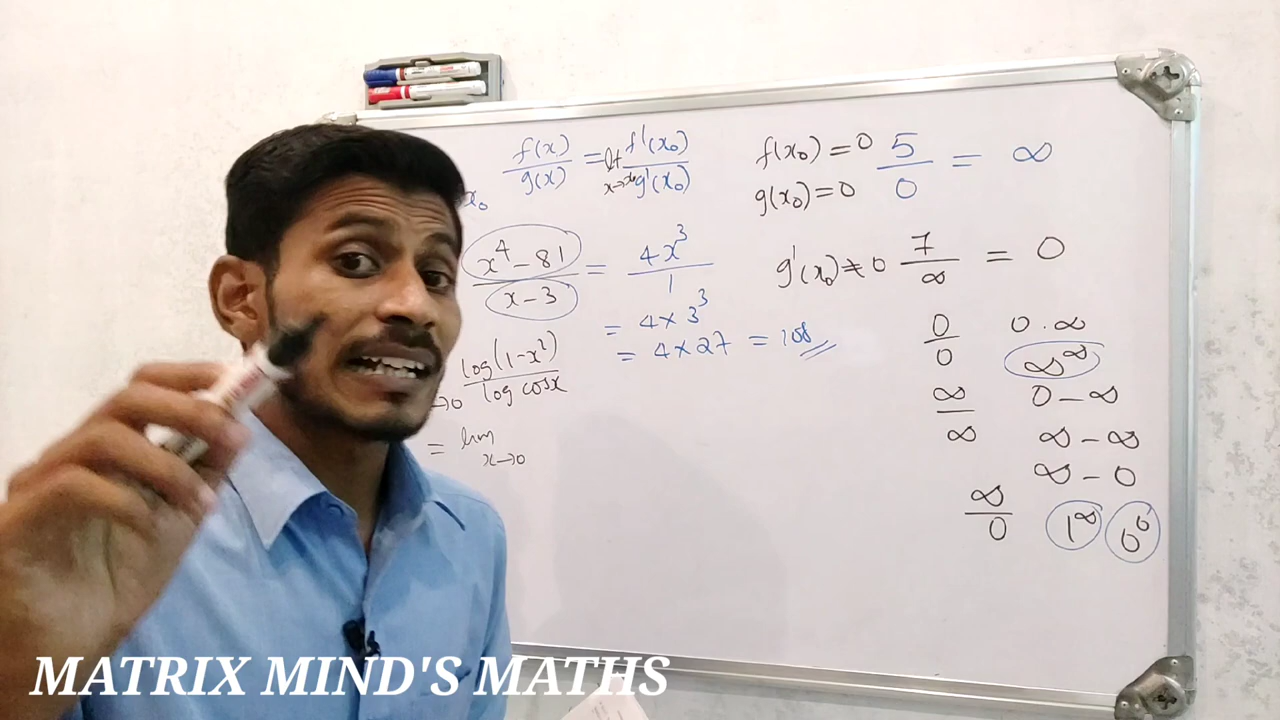 f(x)/g(x) = lt x→x₀ f'(x₀)/g'(x₀)
x₀
f(x₀) = 0
g(x₀) = 0
g'(x₀) ≠ 0
5/0 = ∞
7/∞ = 0
(x⁴ - 81)/(x - 3) = 4x³/1
= 4 × 3³
= 4 × 27 = 108
log(1-x²)/log cosx
→0
= lim x→0
0/0 0.∞
∞^∞
∞/∞ 0 - ∞
∞ - ∞
∞ - 0
∞/0 1^∞ 0⁰
MATRIX MIND'S MATHS